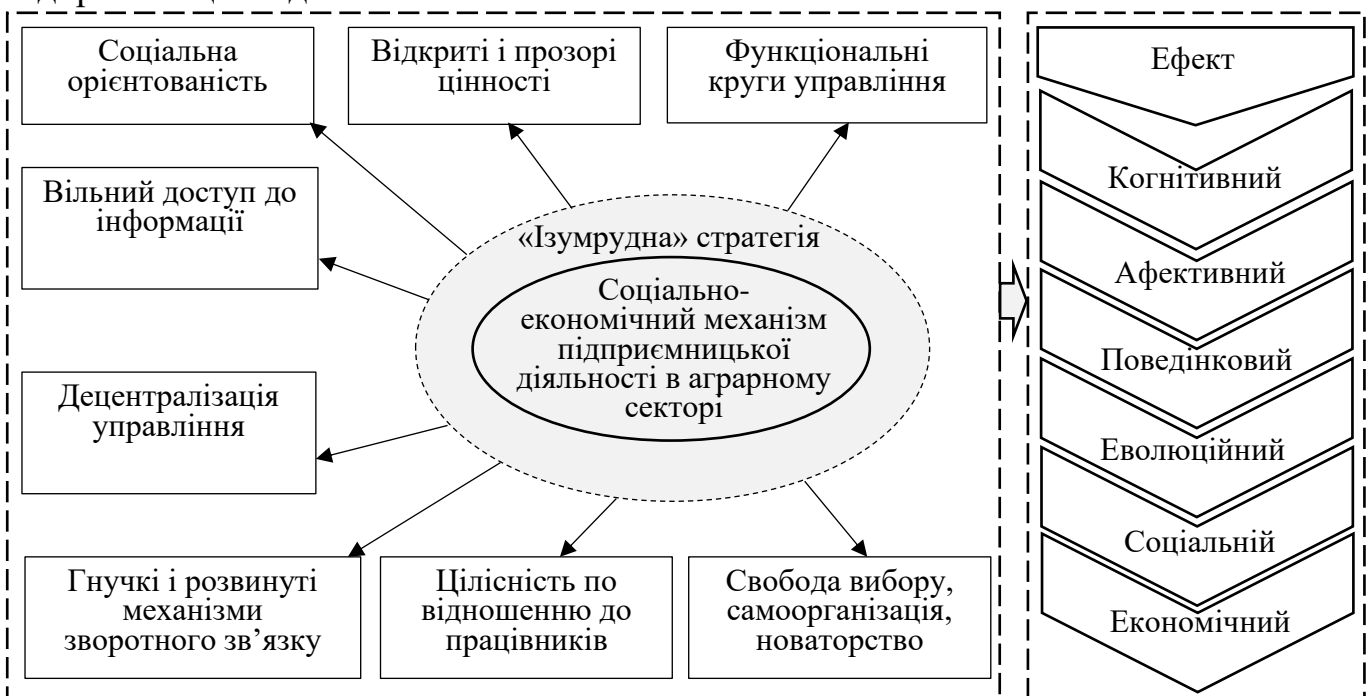 Соціальна
орієнтованість
Відкриті і прозорі
цінності
Функціональні
круги управління
Вільний доступ до
інформації
«Ізумрудна» стратегія
Соціально-
економічний механізм
підприємницької
діяльності в аграрному
секторі
Децентралізація
управління
Гнучкі і розвинуті
механізми
зворотного зв’язку
Цілісність по
відношенню до
працівників
Свобода вибору,
самоорганізація,
новаторство
Ефект
Когнітивний
Афективний
Поведінковий
Еволюційний
Соціальній
Економічний